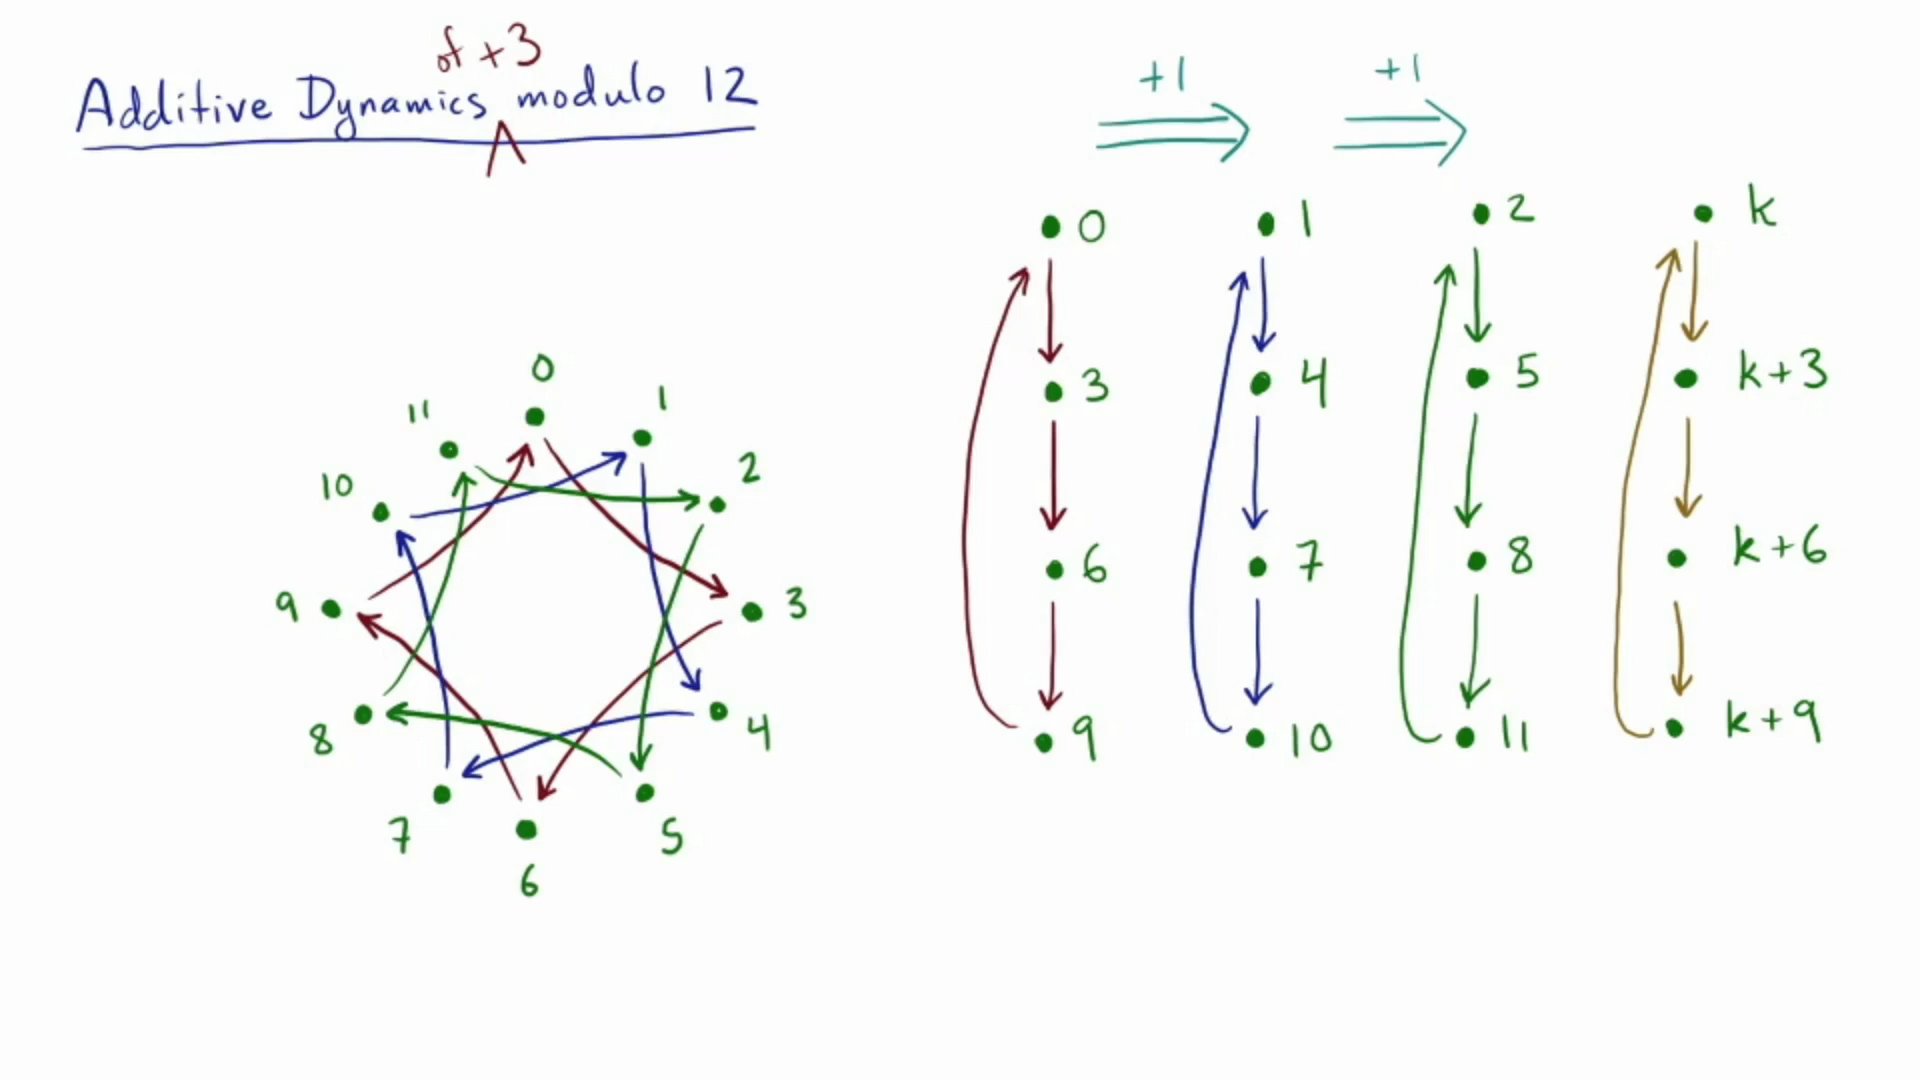 of +3
Additive Dynamics modulo 12
+1 +1
0 1 2 k
3 4 5 k+3
6 7 8 k+6
9 10 11 k+9
0
11 1
10 2
9 3
8 4
7 5
6